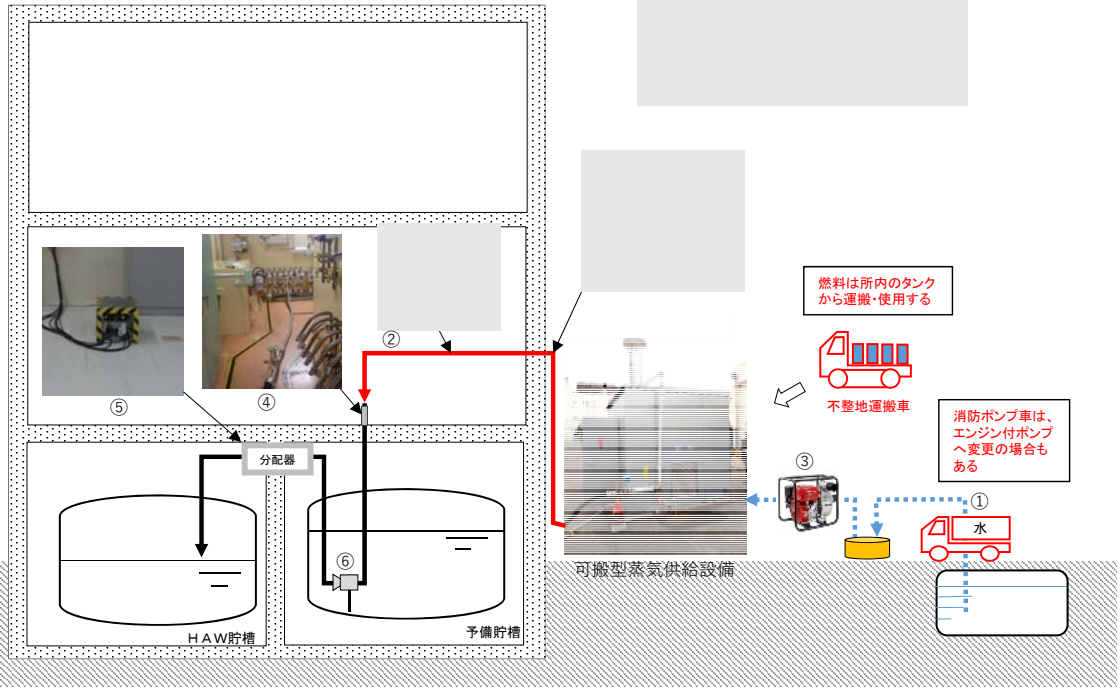 燃料は所内のタンク
から運搬・使用する
不整地運搬車
消防ポンプ車は、
エンジン付ポンプ
へ変更の場合も
ある
②
④
⑤
③
①
水
分配器
⑥
可搬型蒸気供給設備
ＨＡＷ貯槽
予備貯槽